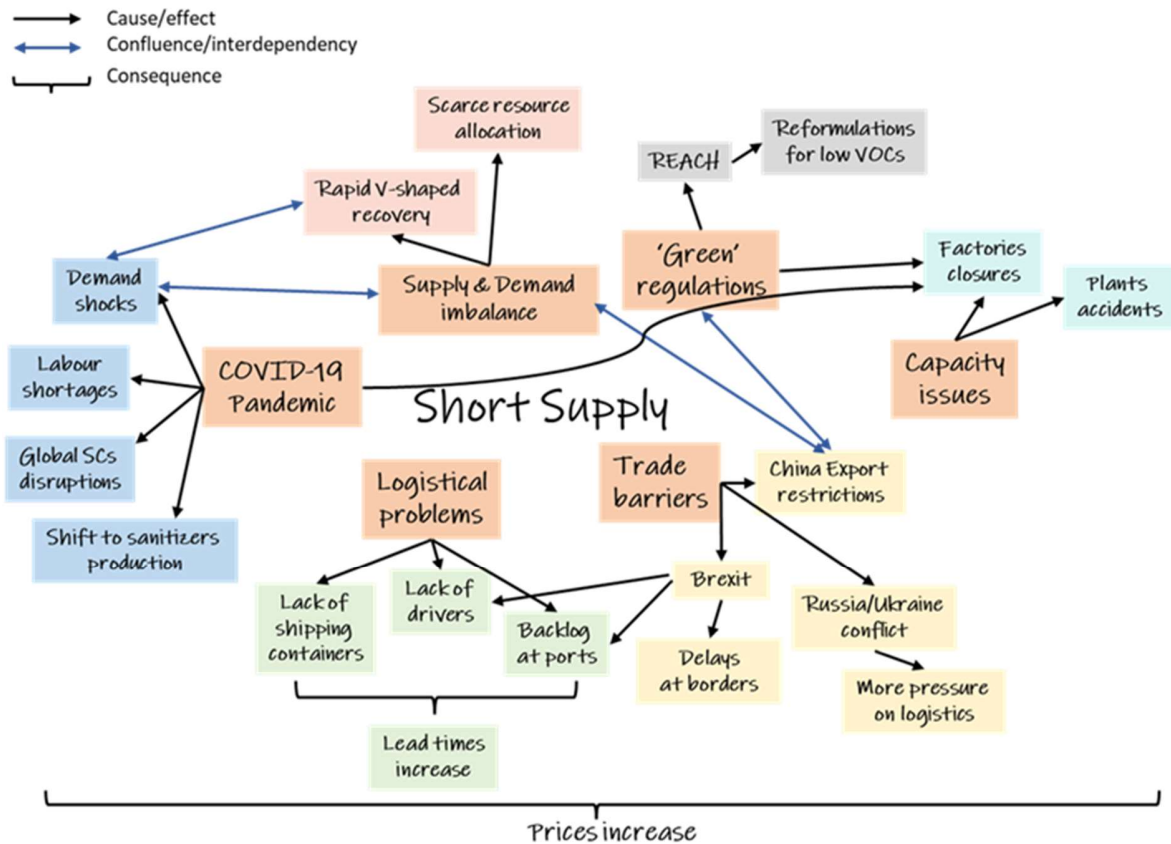 Cause/effect
Confluence/interdependency
Consequence
Scarce resource
allocation
Reformulations
for low VOCs
REACH
Rapid V-shaped
recovery
'Green'
regulations
Factories
closures
Demand
shocks
Supply & Demand
imbalance
Plants
accidents
Labour
shortages
COVID-19
Pandemic
Capacity
issues
Short Supply
Global SCs
disruptions
Logistical
problems
Trade
barriers
China Export
restrictions
Shift to sanitizers
production
Lack of
shipping
containers
Lack of
drivers
Backlog
at ports
Brexit
Russia/Ukraine
conflict
Delays
at borders
More pressure
on logistics
Lead times
increase
Prices increase